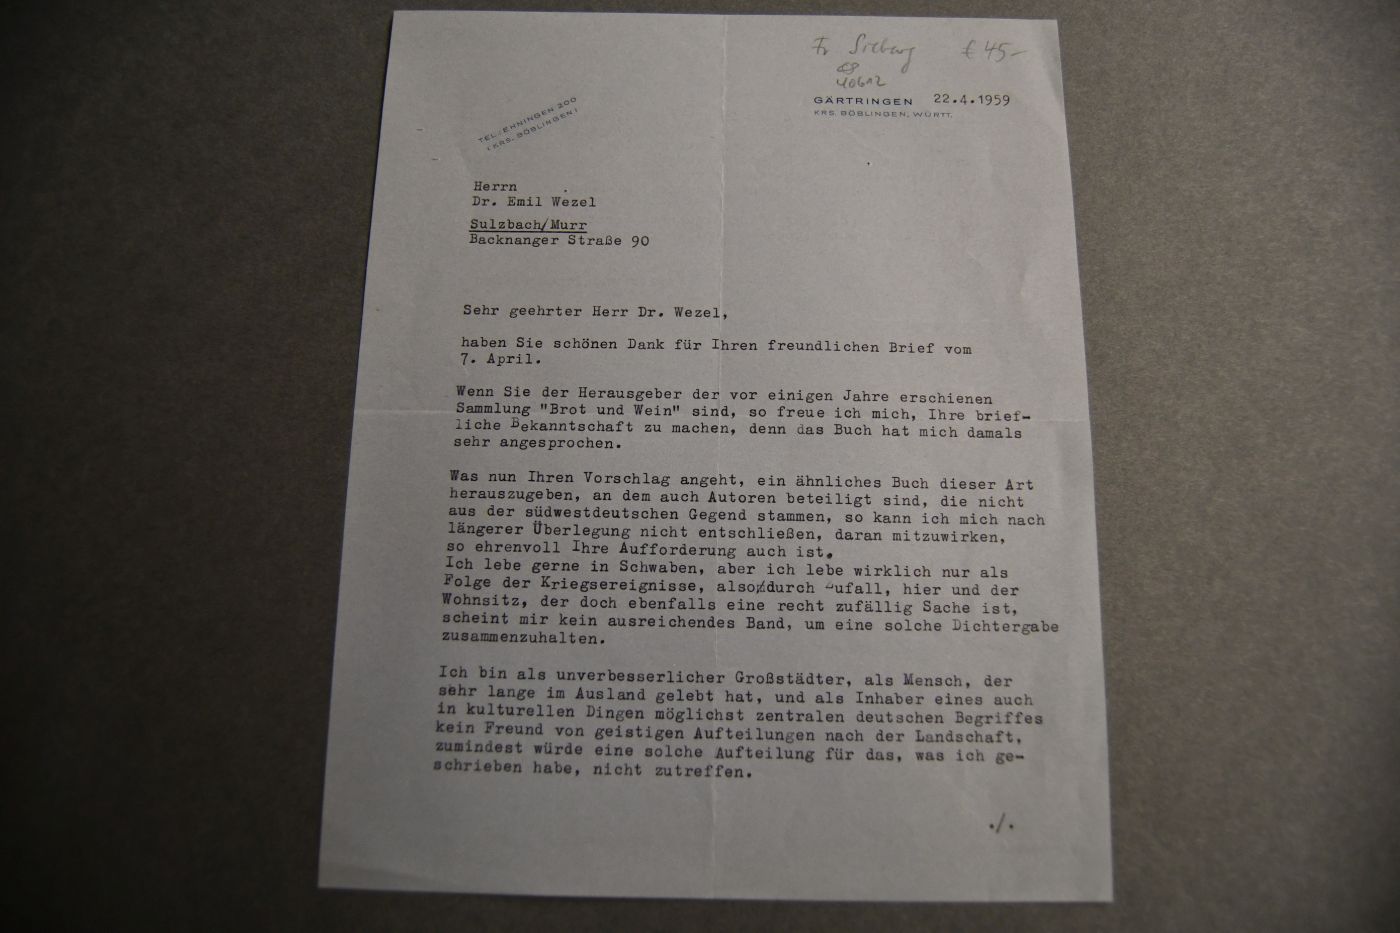 Fr Sieburg € 45-
40612
GÄRTRINGEN 22.4.1959
KRS. BÖBLINGEN, WÜRTT.
TEL.: EHNINGEN 200
(KRS. BÖBLINGEN)
Herrn
Dr. Emil Wezel
Sulzbach/Murr
Backnanger Straße 90
Sehr geehrter Herr Dr. Wezel,
haben Sie schönen Dank für Ihren freundlichen Brief vom
7. April.
Wenn Sie der Herausgeber der vor einigen Jahre erschienen
Sammlung "Brot und Wein" sind, so freue ich mich, Ihre brief-
liche Bekanntschaft zu machen, denn das Buch hat mich damals
sehr angesprochen.
Was nun Ihren Vorschlag angeht, ein ähnliches Buch dieser Art
herauszugeben, an dem auch Autoren beteiligt sind, die nicht
aus der südwestdeutschen Gegend stammen, so kann ich mich nach
längerer Überlegung nicht entschließen, daran mitzuwirken,
so ehrenvoll Ihre Aufforderung auch ist.
Ich lebe gerne in Schwaben, aber ich lebe wirklich nur als
Folge der Kriegsereignisse, also durch Zufall, hier und der
Wohnsitz, der doch ebenfalls eine recht zufällig Sache ist,
scheint mir kein ausreichendes Band, um eine solche Dichtergabe
zusammenzuhalten.
Ich bin als unverbesserlicher Großstädter, als Mensch, der
sehr lange im Ausland gelebt hat, und als Inhaber eines auch
in kulturellen Dingen möglichst zentralen deutschen Begriffes
kein Freund von geistigen Aufteilungen nach der Landschaft,
zumindest würde eine solche Aufteilung für das, was ich ge-
schrieben habe, nicht zutreffen.
./.